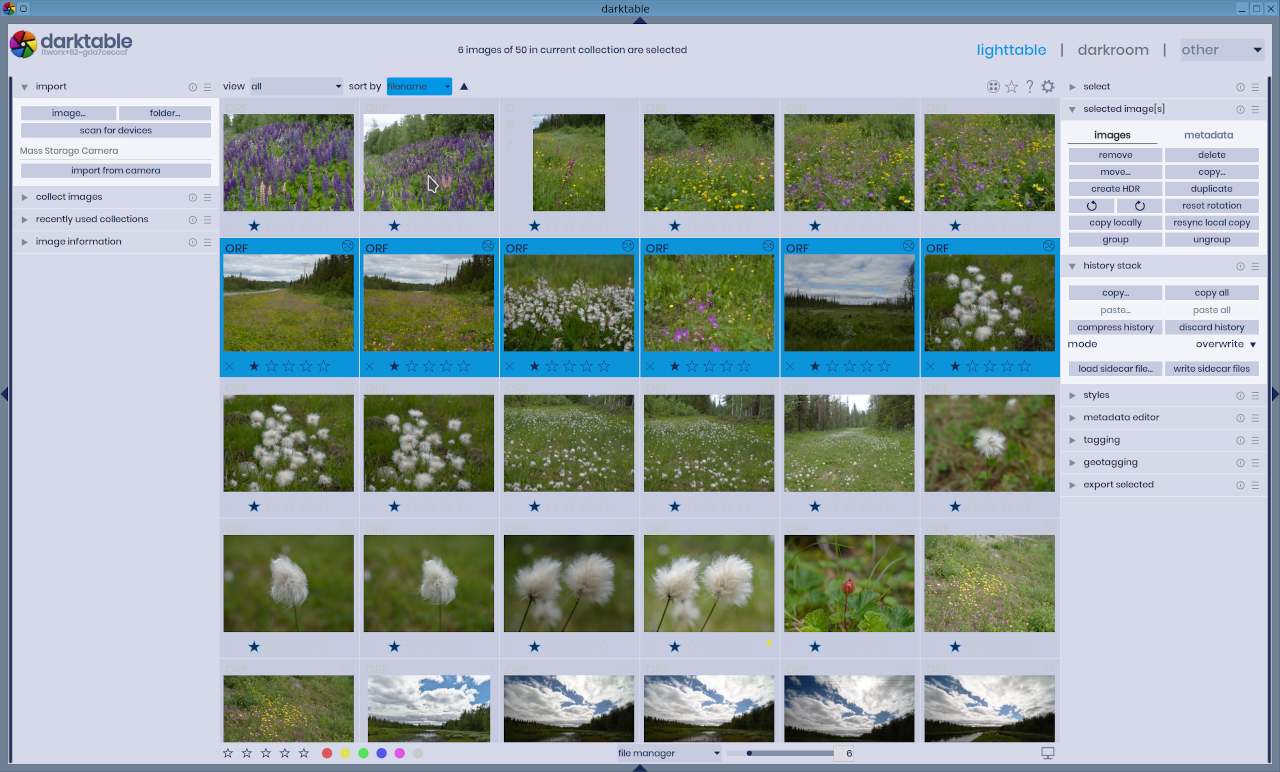 darktable
darktable
6 images of 50 in current collection are selected
lighttable | darkroom | other
import
view all sort by filename
select
image... folder...
scan for devices
Mass Storage Camera
import from camera
collect images
recently used collections
image information
selected image[s]
images metadata
remove delete
move... copy...
create HDR duplicate
reset rotation
copy locally resync local copy
group ungroup
history stack
copy... copy all
paste... paste all
compress history discard history
mode overwrite
load sidecar file... write sidecar files
styles
metadata editor
tagging
geotagging
export selected
ORF ORF ORF ORF ORF ORF
file manager 6